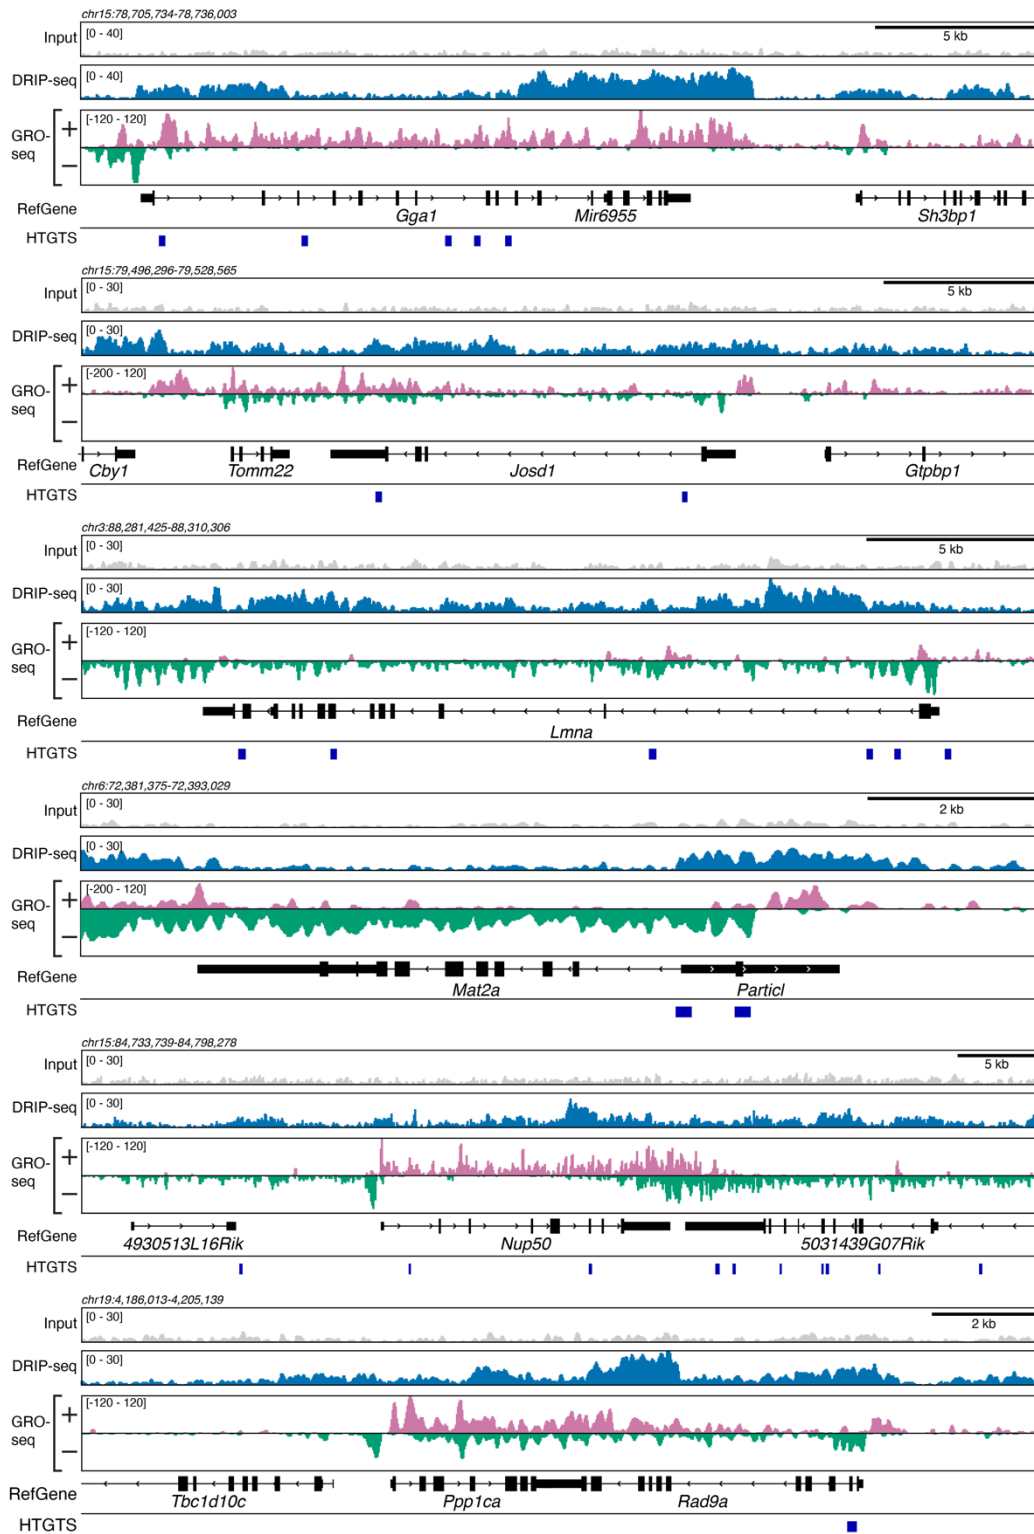 chr15:78,705,734-78,736,003
Input [0 - 40] 5 kb
DRIP-seq [0 - 40]
GRO-seq + − [-120 - 120]
RefGene Gga1 Mir6955 Sh3bp1
HTGTS
chr15:79,496,296-79,528,565
Input [0 - 30] 5 kb
DRIP-seq [0 - 30]
GRO-seq + − [-200 - 120]
RefGene Cby1 Tomm22 Josd1 Gtpbp1
HTGTS
chr3:88,281,425-88,310,306
Input [0 - 30] 5 kb
DRIP-seq [0 - 30]
GRO-seq + − [-120 - 120]
RefGene Lmna
HTGTS
chr6:72,381,375-72,393,029
Input [0 - 30] 2 kb
DRIP-seq [0 - 30]
GRO-seq + − [-200 - 120]
RefGene Mat2a Particl
HTGTS
chr15:84,733,739-84,798,278
Input [0 - 30] 5 kb
DRIP-seq [0 - 30]
GRO-seq + − [-120 - 120]
RefGene 4930513L16Rik Nup50 5031439G07Rik
HTGTS
chr19:4,186,013-4,205,139
Input [0 - 30] 2 kb
DRIP-seq [0 - 30]
GRO-seq + − [-120 - 120]
RefGene Tbc1d10c Ppp1ca Rad9a
HTGTS